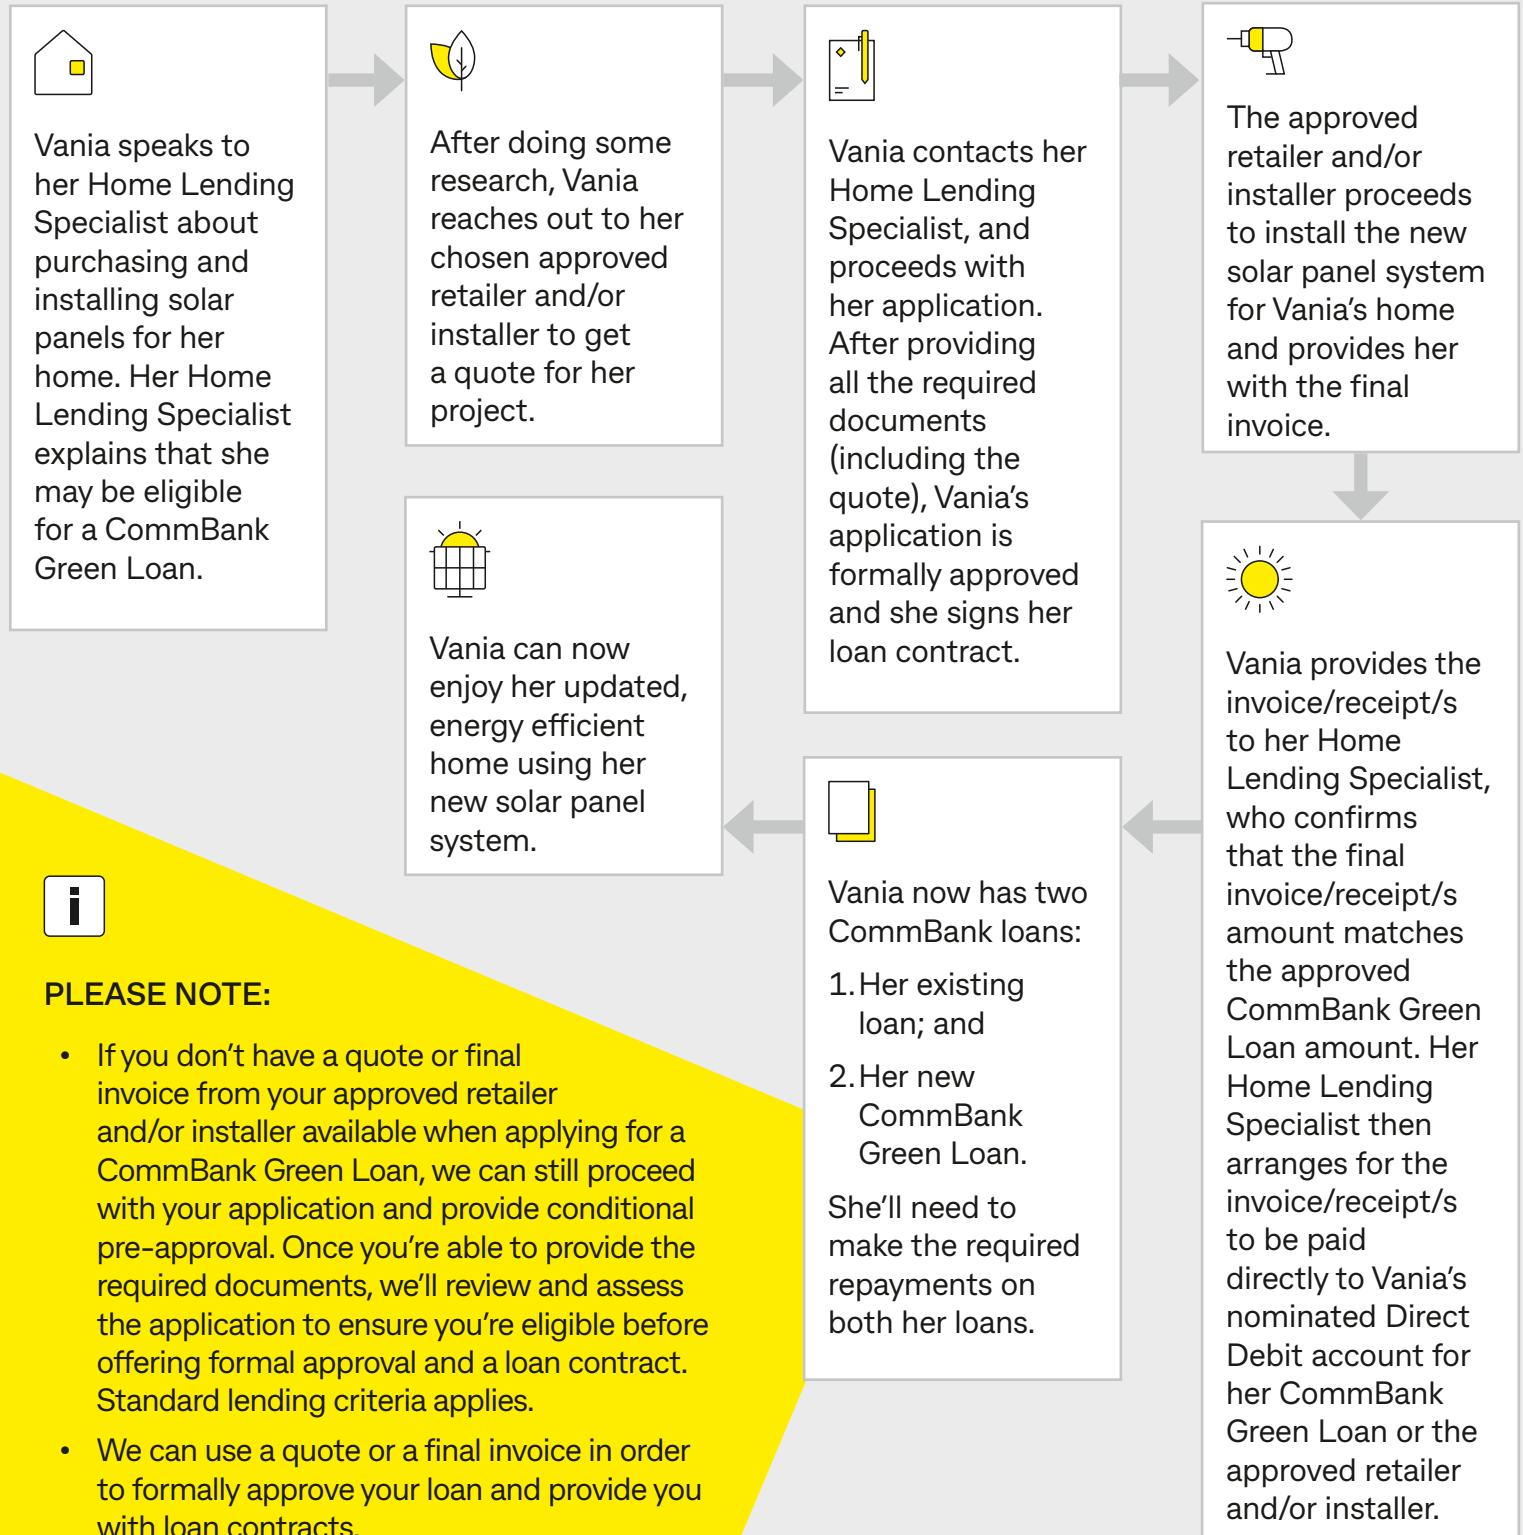 Vania speaks to
her Home Lending
Specialist about
purchasing and
installing solar
panels for her
home. Her Home
Lending Specialist
explains that she
may be eligible
for a CommBank
Green Loan.
After doing some
research, Vania
reaches out to her
chosen approved
retailer and/or
installer to get
a quote for her
project.
Vania contacts her
Home Lending
Specialist, and
proceeds with
her application.
After providing
all the required
documents
(including the
quote), Vania's
application is
formally approved
and she signs her
loan contract.
The approved
retailer and/or
installer proceeds
to install the new
solar panel system
for Vania's home
and provides her
with the final
invoice.
Vania provides the
invoice/receipt/s
to her Home
Lending Specialist,
who confirms
that the final
invoice/receipt/s
amount matches
the approved
CommBank Green
Loan amount. Her
Home Lending
Specialist then
arranges for the
invoice/receipt/s
to be paid
directly to Vania's
nominated Direct
Debit account for
her CommBank
Green Loan or the
approved retailer
and/or installer.
Vania now has two
CommBank loans:
1. Her existing
loan; and
2. Her new
CommBank
Green Loan.
She'll need to
make the required
repayments on
both her loans.
Vania can now
enjoy her updated,
energy efficient
home using her
new solar panel
system.
i
PLEASE NOTE:
• If you don't have a quote or final
invoice from your approved retailer
and/or installer available when applying for a
CommBank Green Loan, we can still proceed
with your application and provide conditional
pre-approval. Once you're able to provide the
required documents, we'll review and assess
the application to ensure you're eligible before
offering formal approval and a loan contract.
Standard lending criteria applies.
• We can use a quote or a final invoice in order
to formally approve your loan and provide you
with loan contracts.